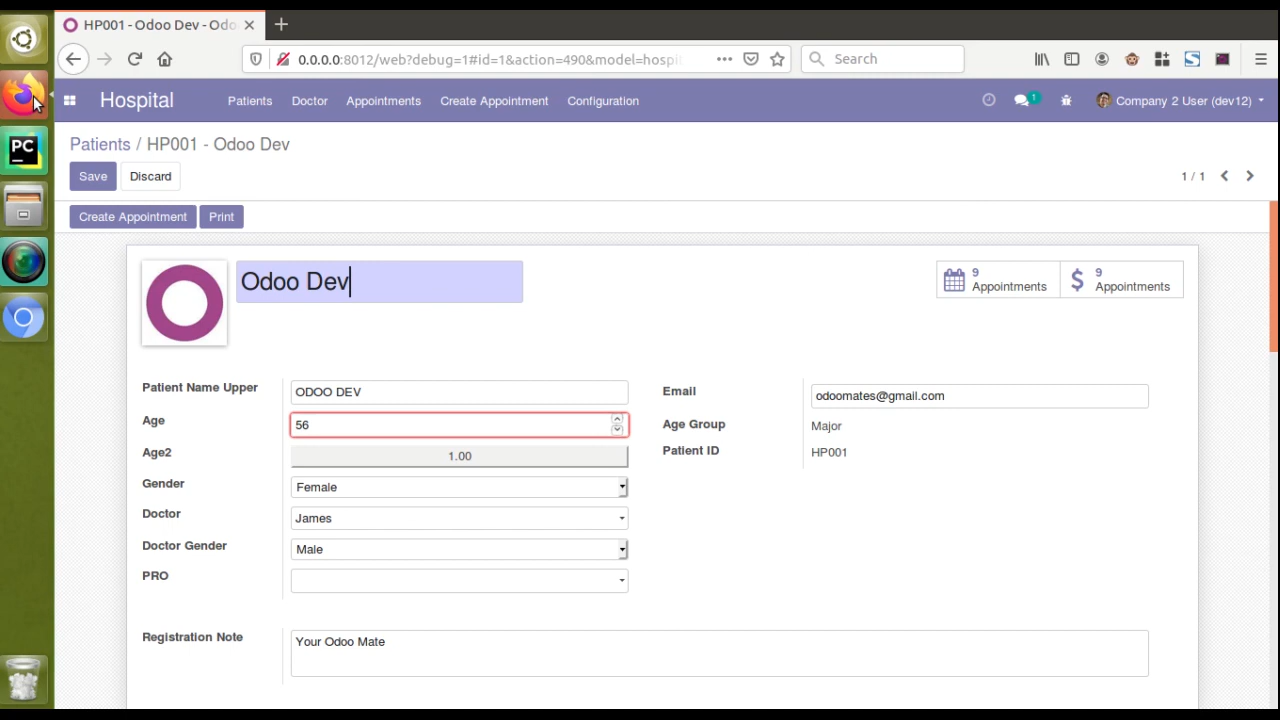 HP001 - Odoo Dev - Odo
0.0.0.0:8012/web?debug=1#id=1&action=490&model=hospi
Search
Hospital
Patients
Doctor
Appointments
Create Appointment
Configuration
1
Company 2 User (dev12)
PC
Patients / HP001 - Odoo Dev
Save
Discard
1 / 1
Create Appointment
Print
Odoo Dev
9
Appointments
$
9
Appointments
Patient Name Upper
ODOO DEV
Age
56
Age2
1.00
Gender
Female
Doctor
James
Doctor Gender
Male
PRO
Email
odoomates@gmail.com
Age Group
Major
Patient ID
HP001
Registration Note
Your Odoo Mate